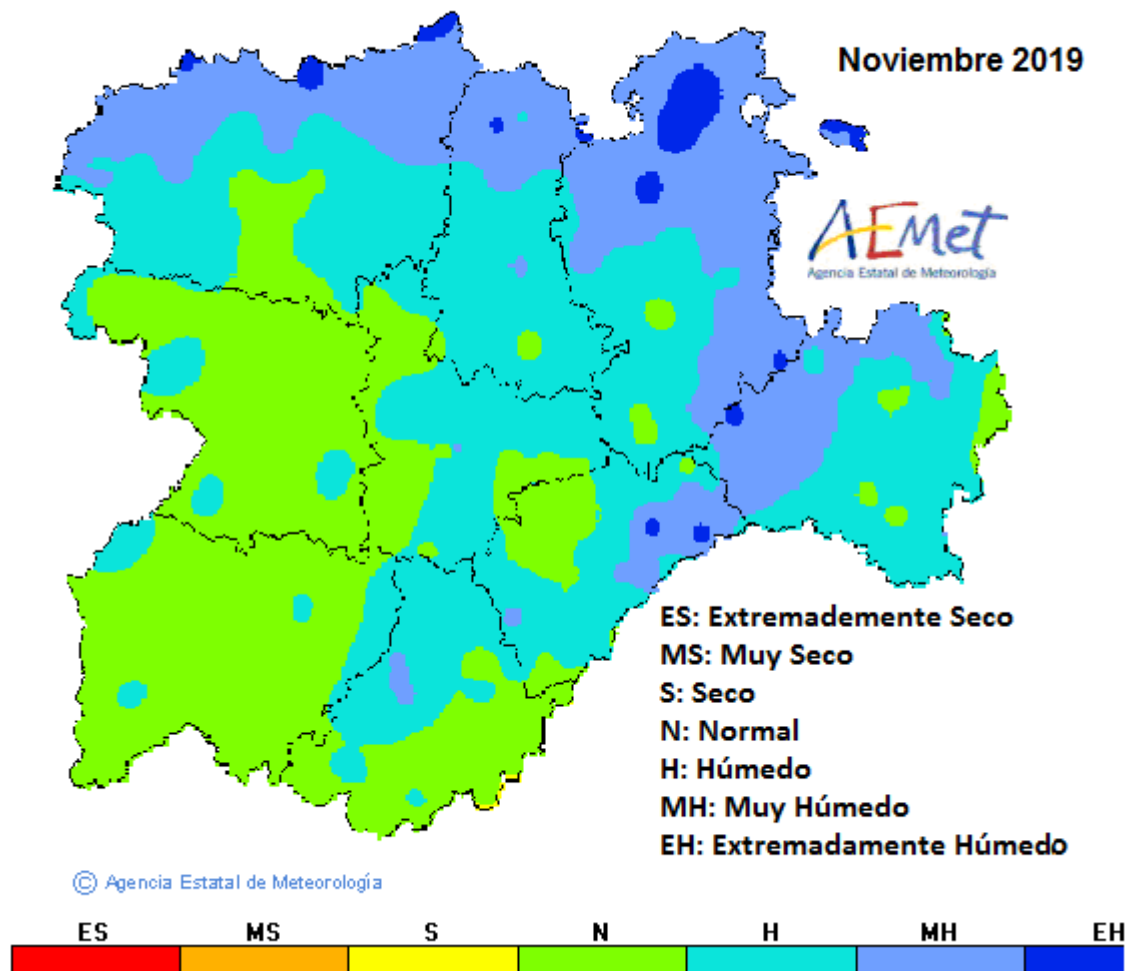 Noviembre 2019
AEMet
Agencia Estatal de Meteorología
ES: Extremademente Seco
MS: Muy Seco
S: Seco
N: Normal
H: Húmedo
MH: Muy Húmedo
EH: Extremadamente Húmedo
© Agencia Estatal de Meteorología
ES MS S N H MH EH